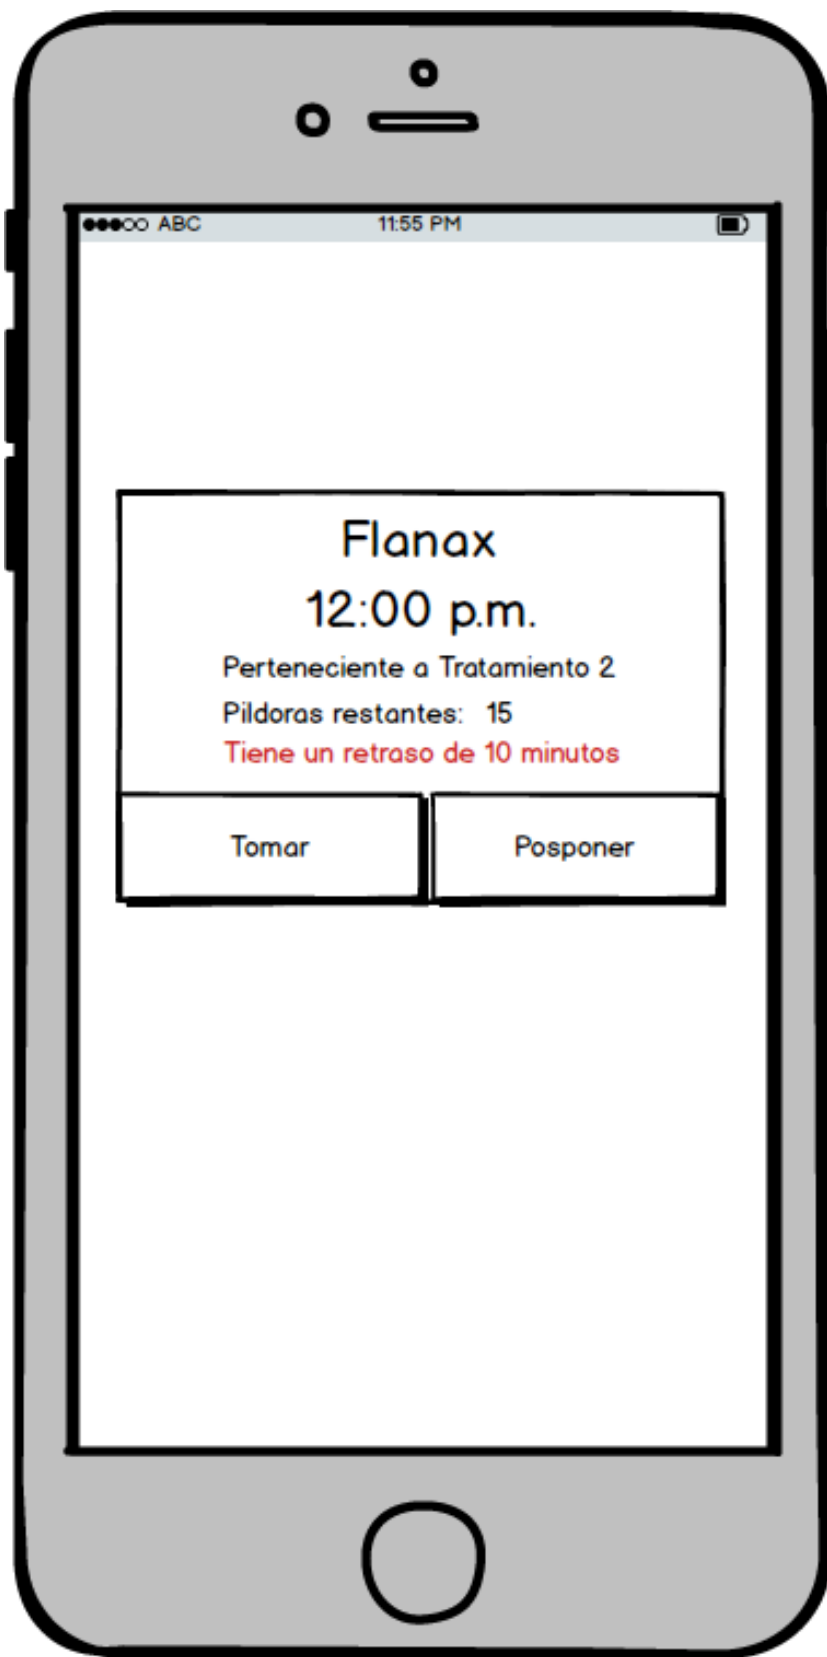 ABC 11:55 PM
Flanax
12:00 p.m.
Perteneciente a Tratamiento 2
Pildoras restantes: 15
Tiene un retraso de 10 minutos
Tomar Posponer